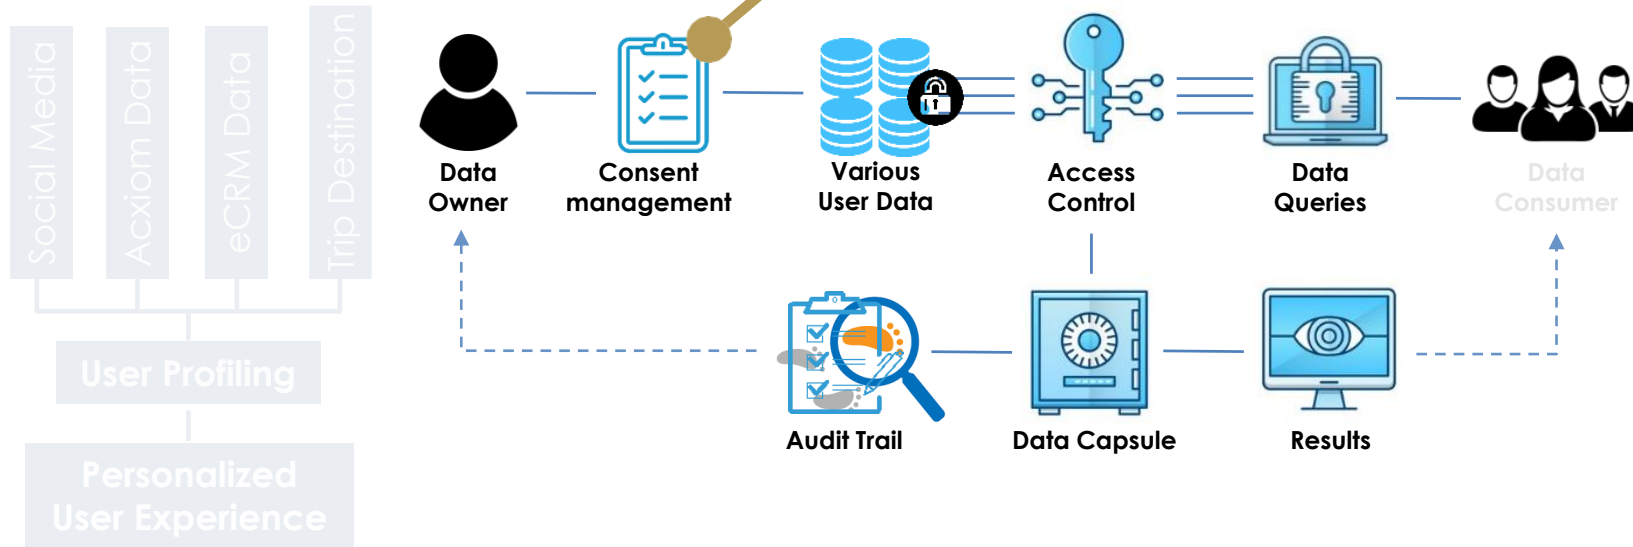 Social Media
Acxiom Data
eCRM Data
Trip Destination
User Profiling
Personalized
User Experience
Data
Owner
Consent
management
Various
User Data
Access
Control
Data
Queries
Data
Consumer
Audit Trail
Data Capsule
Results